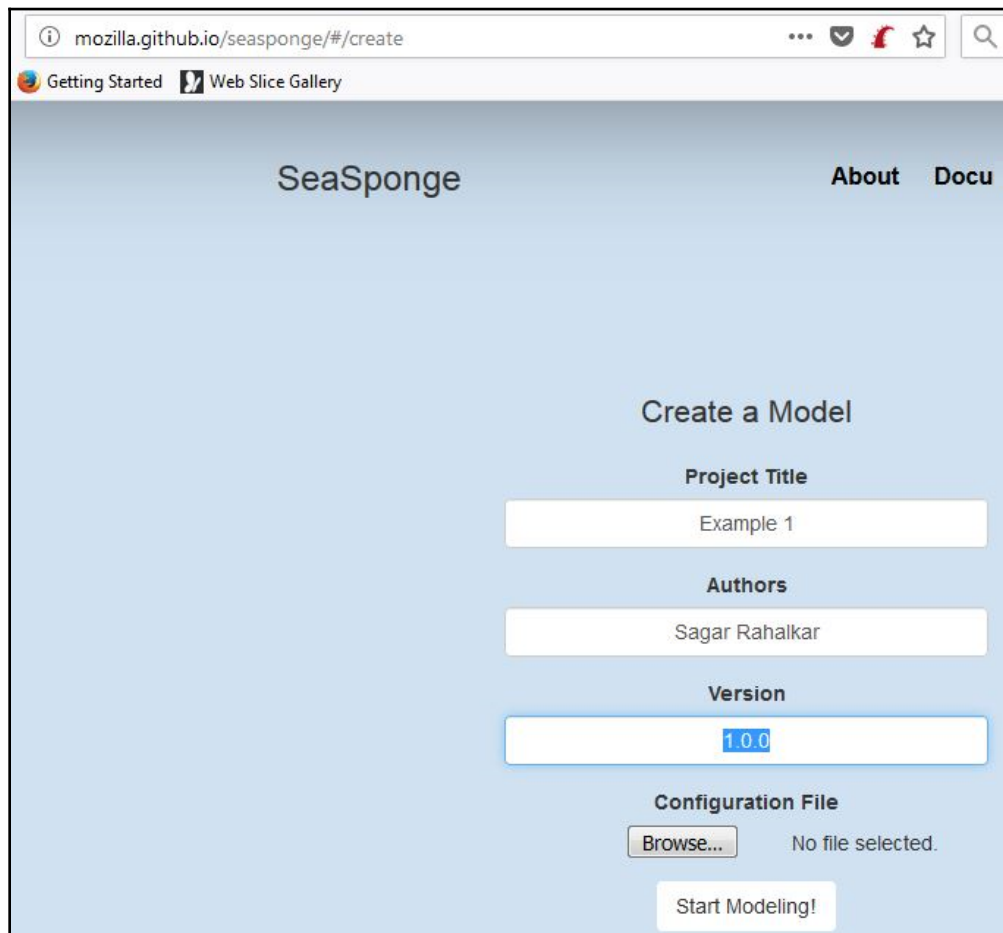 mozilla.github.io/seasponge/#/create
Getting Started Web Slice Gallery
SeaSponge About Docu
Create a Model
Project Title
Example 1
Authors
Sagar Rahalkar
Version
1.0.0
Configuration File
Browse... No file selected.
Start Modeling!